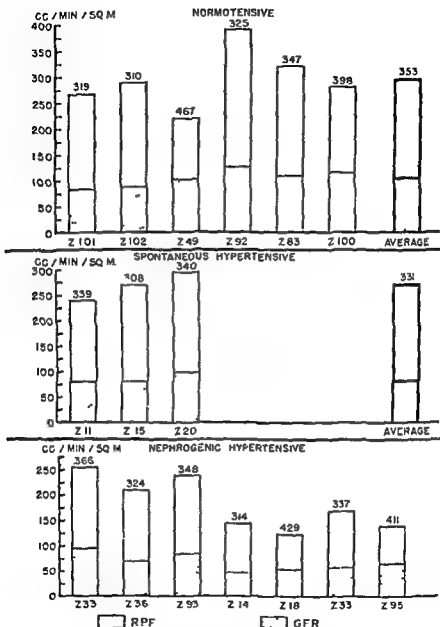 CC/MIN/SQ M NORMOTENSIVE
325
400
350 347
319 310 398 353
300
250 467
200
150
100
50
0
Z 101 Z 102 Z 49 Z 92 Z 83 Z 100 AVERAGE
CC/MIN/SQ M. SPONTANEOUS HYPERTENSIVE
300 339 308 340 331
250
200
150
100
50
0
Z 11 Z 15 Z 20 AVERAGE
CC/MIN/SQ M NEPHROGENIC HYPERTENSIVE
366 324 348
250
200 314 429 337 411
150
100
50
0
Z 33 Z 36 Z 93 Z 14 Z 18 Z 33 Z 95
RPF GFR